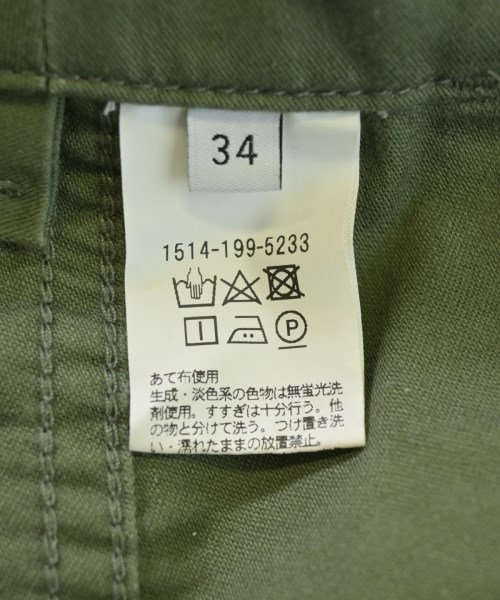 34
1514-199-5233
P
あて布使用
生成・淡色系の色物は無蛍光洗
剤使用。すすぎは十分行う。他
の物と分けて洗う。つけ置き洗
い・濡れたままの放置禁止。